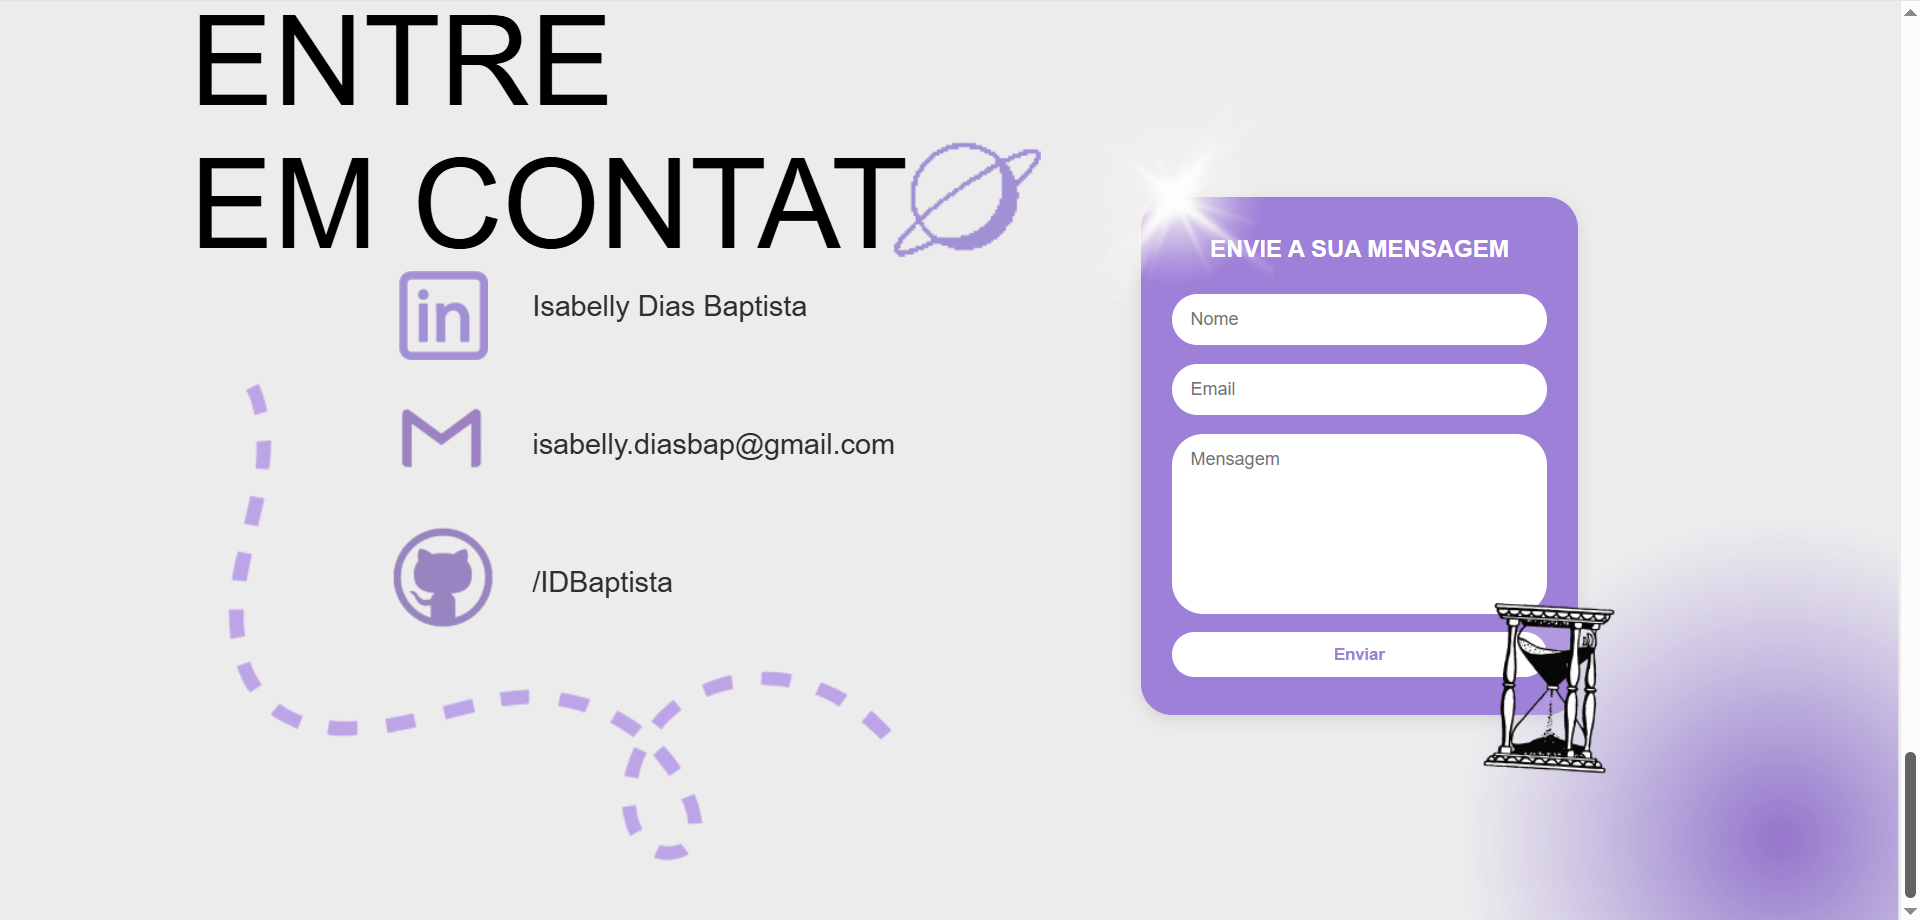 ENTRE
EM CONTAT
in
Isabelly Dias Baptista
isabelly.diasbap@gmail.com
/IDBaptista
ENVIE A SUA MENSAGEM
Nome
Email
Mensagem
Enviar